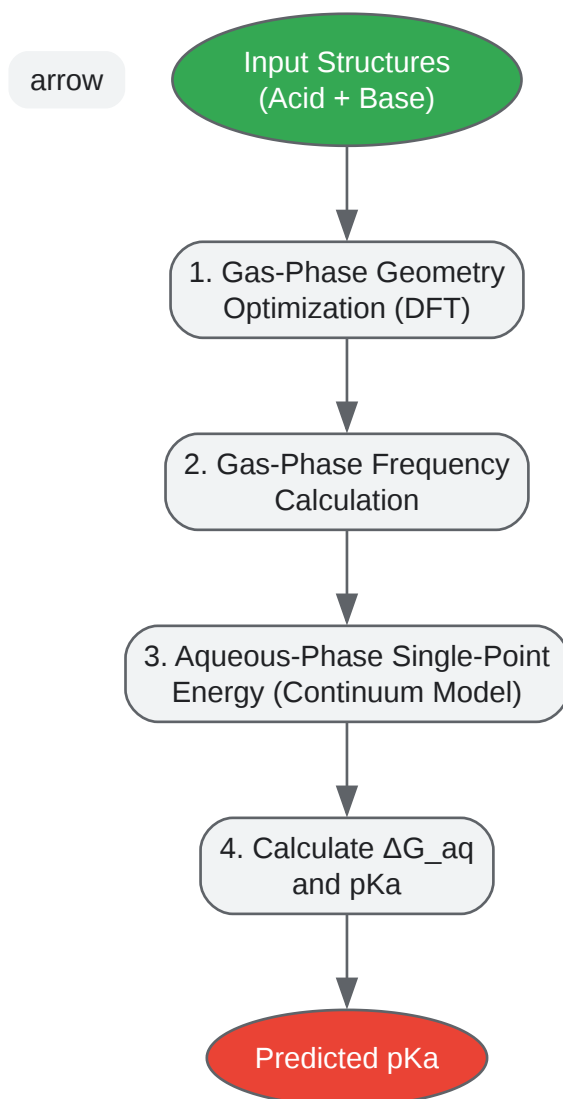 arrow
Input Structures
(Acid + Base)
1. Gas-Phase Geometry
Optimization (DFT)
2. Gas-Phase Frequency
Calculation
3. Aqueous-Phase Single-Point
Energy (Continuum Model)
4. Calculate ΔG_aq
and pKa
Predicted pKa